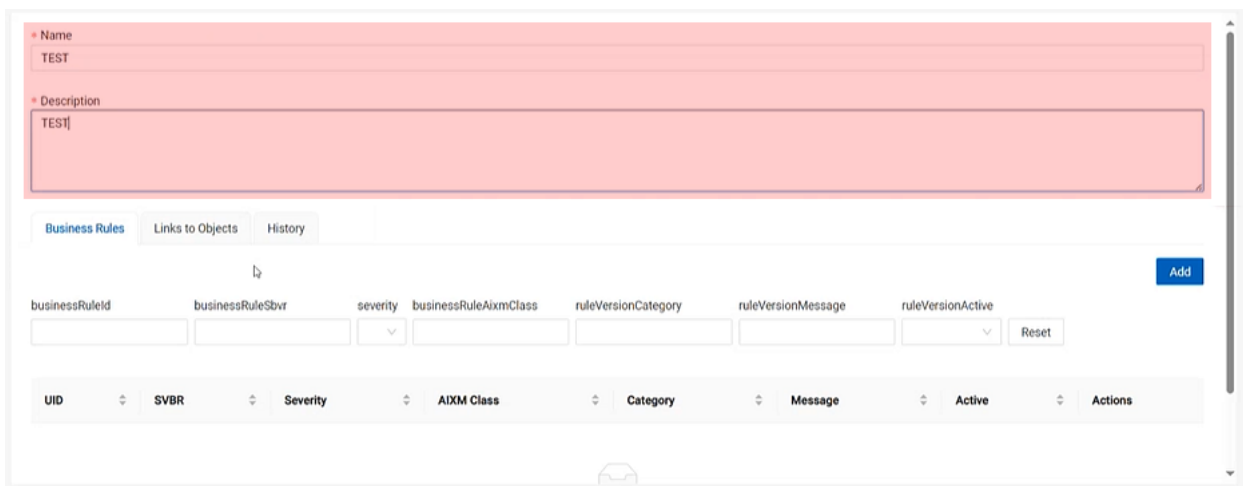 * Name
TEST
* Description
TEST
Business Rules Links to Objects History
Add
businessRuleId businessRuleSbvr severity businessRuleAixmClass ruleVersionCategory ruleVersionMessage ruleVersionActive
Reset
UID SVBR Severity AIXM Class Category Message Active Actions